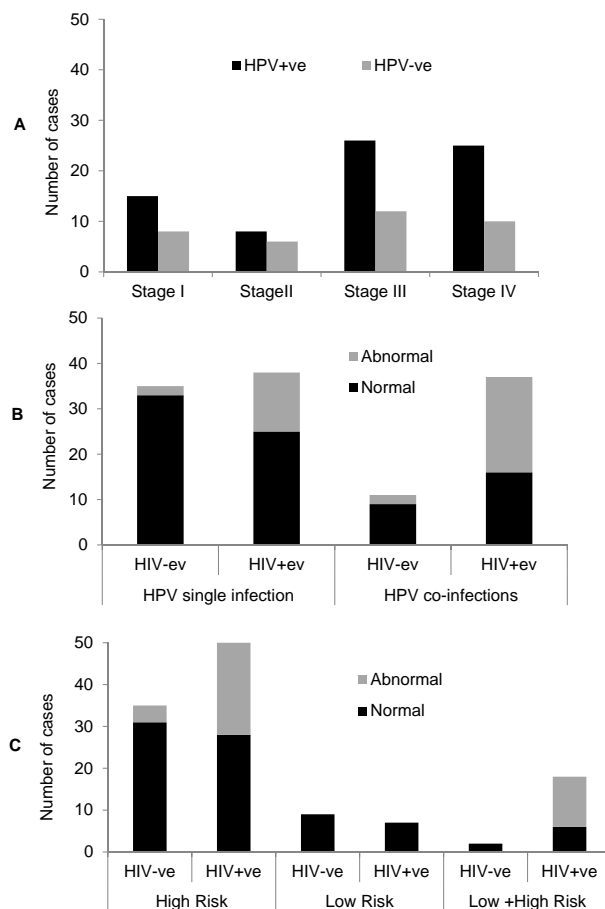 50
HPV+ve HPV-ve
40
30
A
Number of cases
20
10
0
Stage I StageII Stage III Stage IV
50
Abnormal
40
Normal
30
B
Number of cases
20
10
0
HIV-ev HIV+ev HIV-ev HIV+ev
HPV single infection HPV co-infections
50
40
Abnormal
Normal
30
C
Number of cases
20
10
0
HIV-ve HIV+ve HIV-ve HIV+ve HIV-ve HIV+ve
High Risk Low Risk Low +High Risk